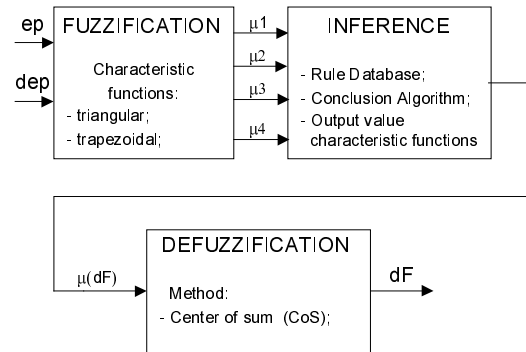 ep
dep
FUZZIFICATION
Characteristic
functions:
- triangular;
- trapezoidal;
μ1
μ2
μ3
μ4
INFERENCE
- Rule Database;
- Conclusion Algorithm;
- Output value
characteristic functions
μ(dF)
DEFUZZIFICATION
Method:
- Center of sum (CoS);
dF